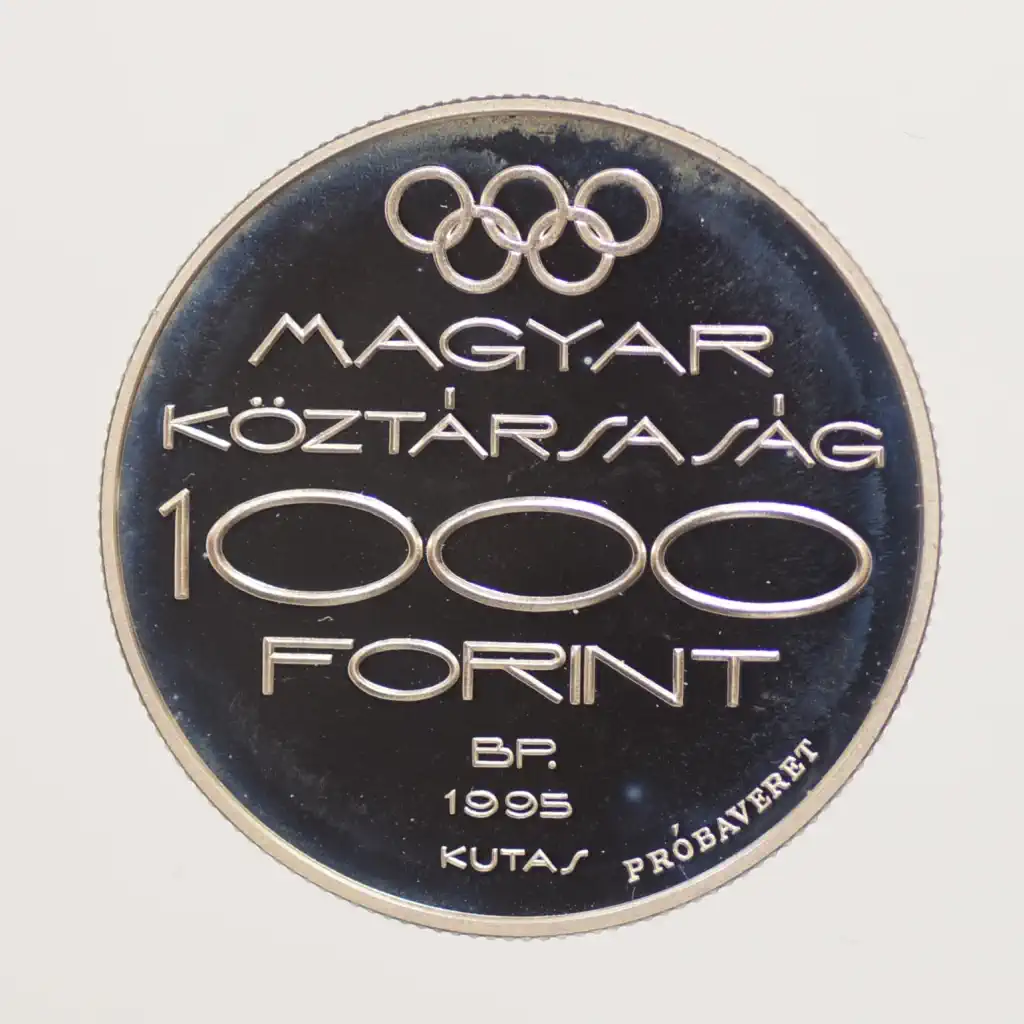 MAGYAR
KÖZTÁRSASÁG
1000
FORINT
BP.
1995
KUTAS
PRÓBAVERET